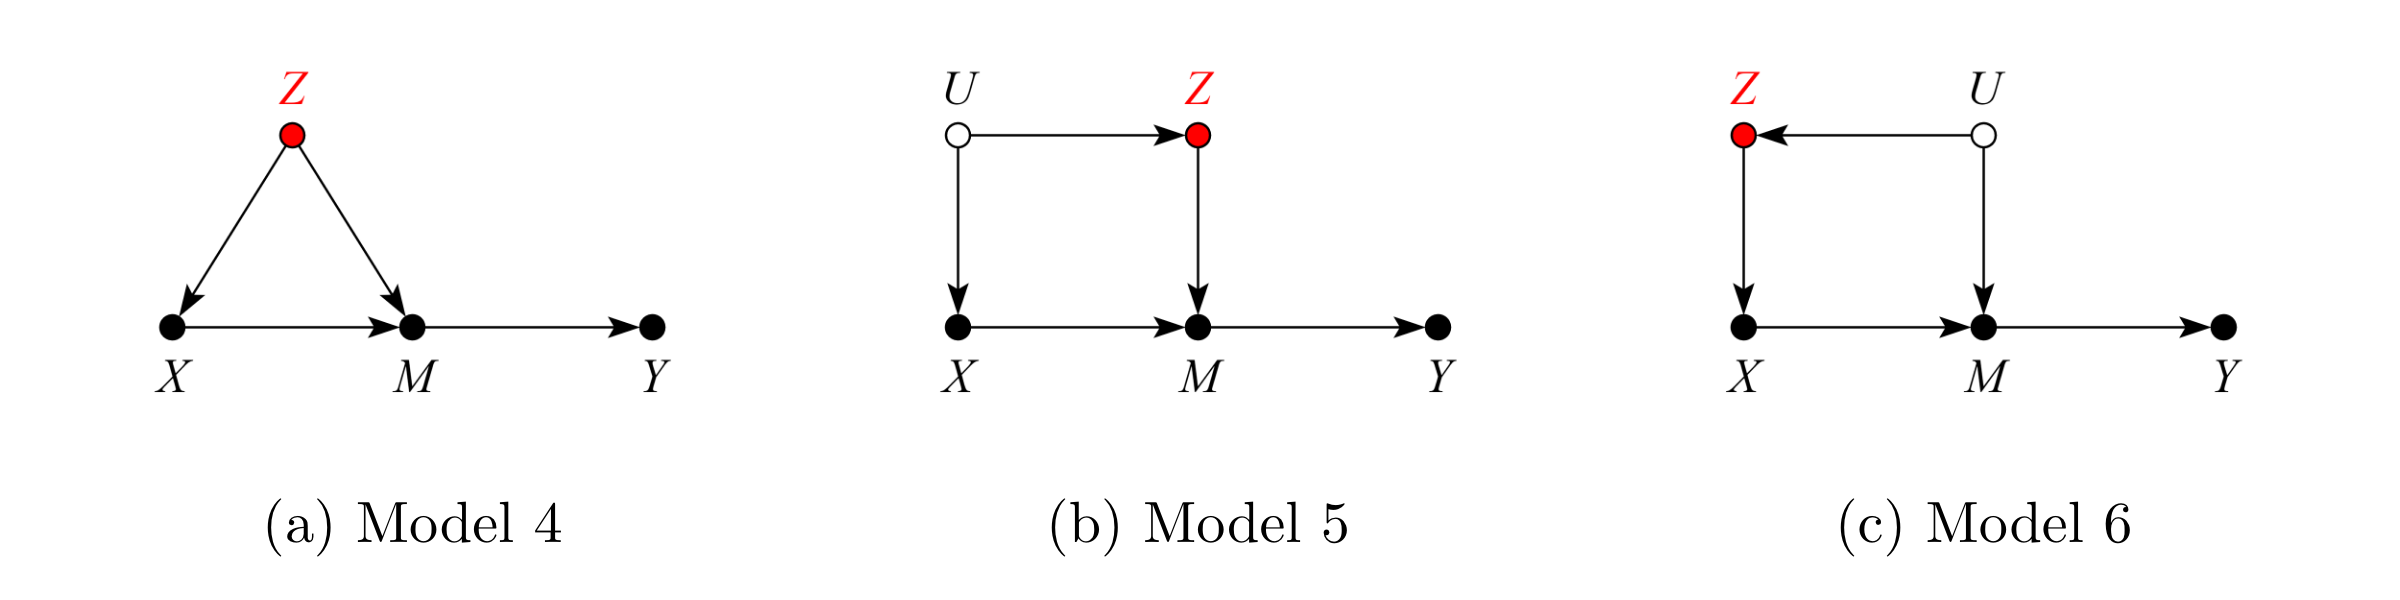 Z
X M Y
(a) Model 4
U Z
X M Y
(b) Model 5
Z U
X M Y
(c) Model 6